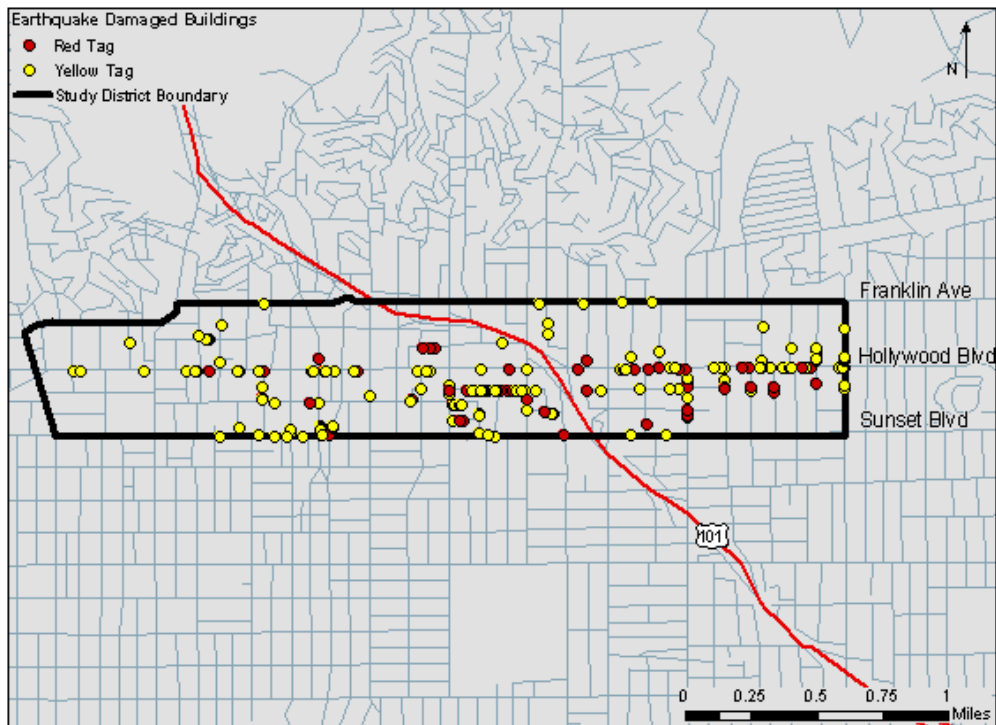 Earthquake Damaged Buildings
Red Tag
Yellow Tag
Study District Boundary
N
Franklin Ave
Hollywood Blvd
Sunset Blvd
101
0 0.25 0.5 0.75 1
Miles